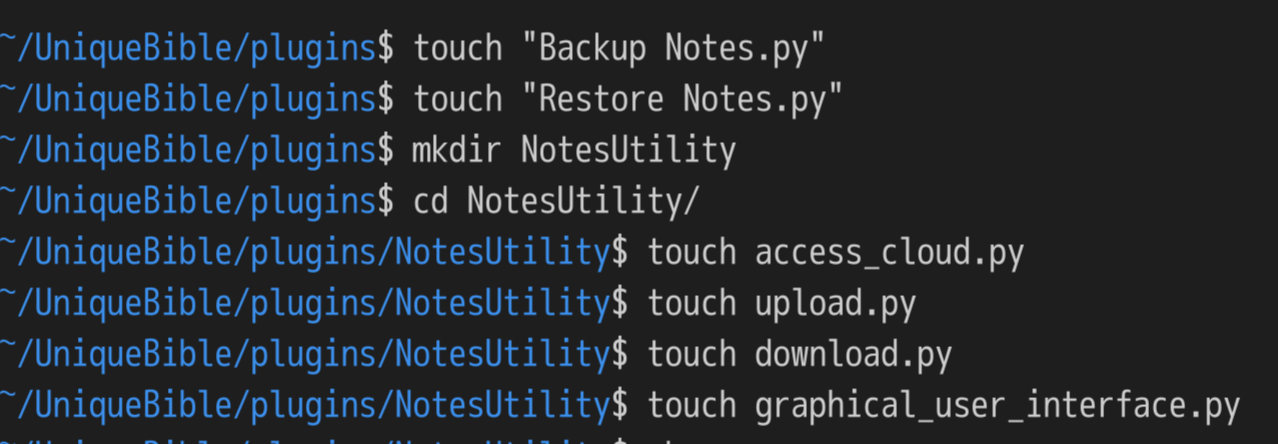 ~/UniqueBible/plugins$ touch "Backup Notes.py"
~/UniqueBible/plugins$ touch "Restore Notes.py"
~/UniqueBible/plugins$ mkdir NotesUtility
~/UniqueBible/plugins$ cd NotesUtility/
~/UniqueBible/plugins/NotesUtility$ touch access_cloud.py
~/UniqueBible/plugins/NotesUtility$ touch upload.py
~/UniqueBible/plugins/NotesUtility$ touch download.py
~/UniqueBible/plugins/NotesUtility$ touch graphical_user_interface.py